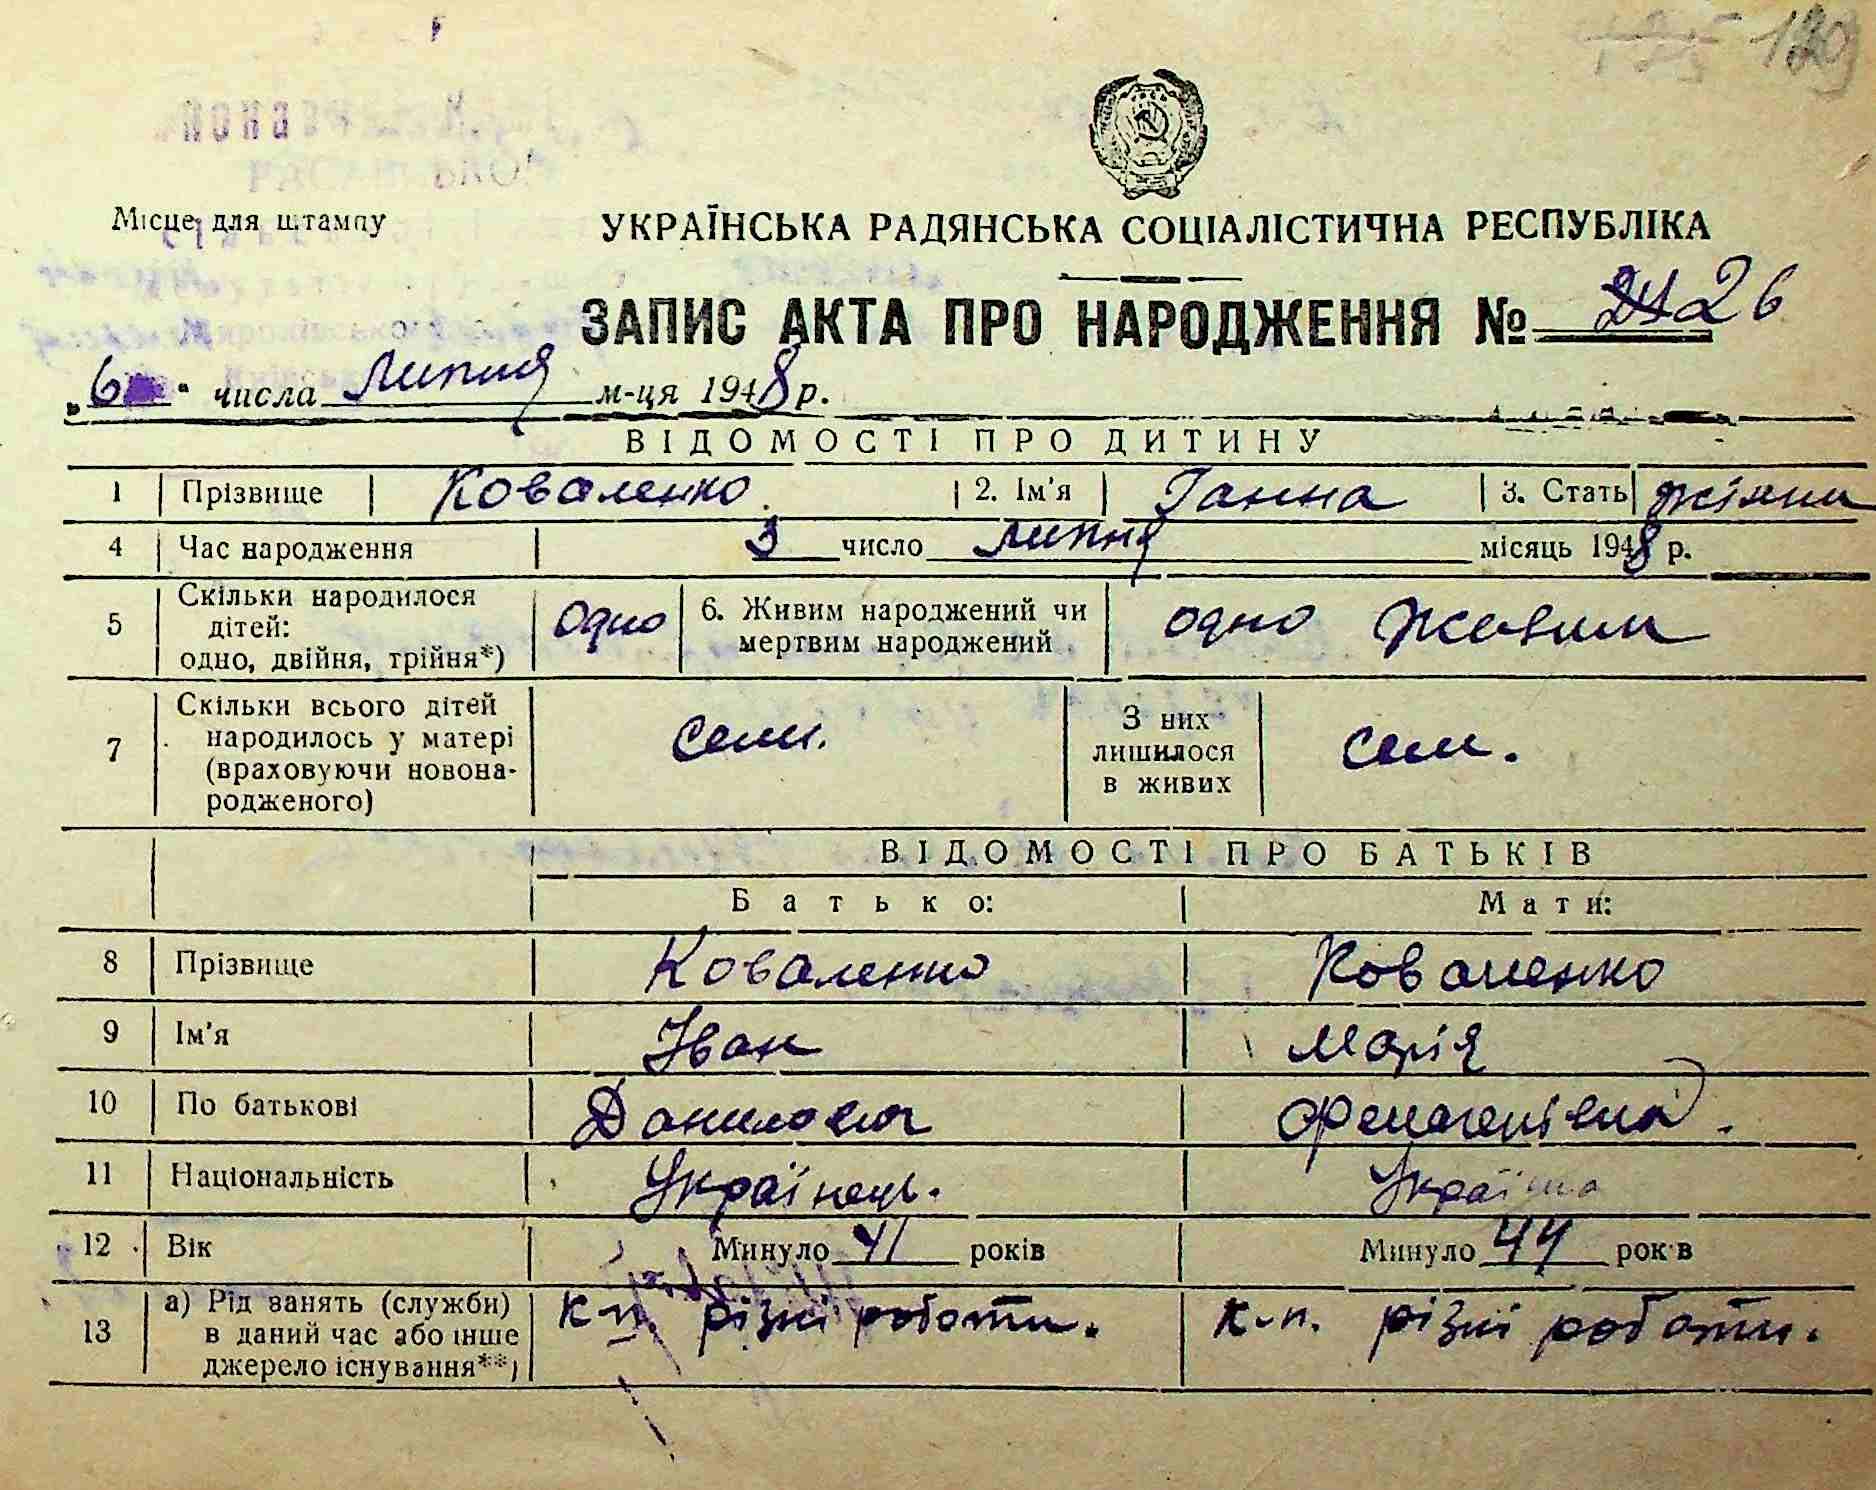 129
Місце для штампу
УКРАЇНСЬКА РАДЯНСЬКА СОЦІАЛІСТИЧНА РЕСПУБЛІКА
ЗАПИС АКТА ПРО НАРОДЖЕННЯ № 26
„6“ числа Липня м-ця 1948 р.
ВІДОМОСТІ ПРО ДИТИНУ
1 Прізвище Коваленко 2. Ім'я Ганна 3. Стать
4 Час народження 3 число липня місяць 1948 р.
5 Скільки народилося дітей: одно, двійня, трійня*) одно 6. Живим народжений чи мертвим народжений одно живим
7 Скільки всього дітей народилось у матері (враховуючи новонародженого) семи. З них лишилося в живих сем.
ВІДОМОСТІ ПРО БАТЬКІВ
Батько: Мати:
8 Прізвище Коваленко Коваленко
9 Ім'я Іван Марія
10 По батькові Данилович
11 Національність Українець. Українка
12 Вік Минуло 41 років Минуло 44 рок в
13 а) Рід занять (служби) в даний час або інше джерело існування**) к-п. різні роботи. к-п. різні роботи.